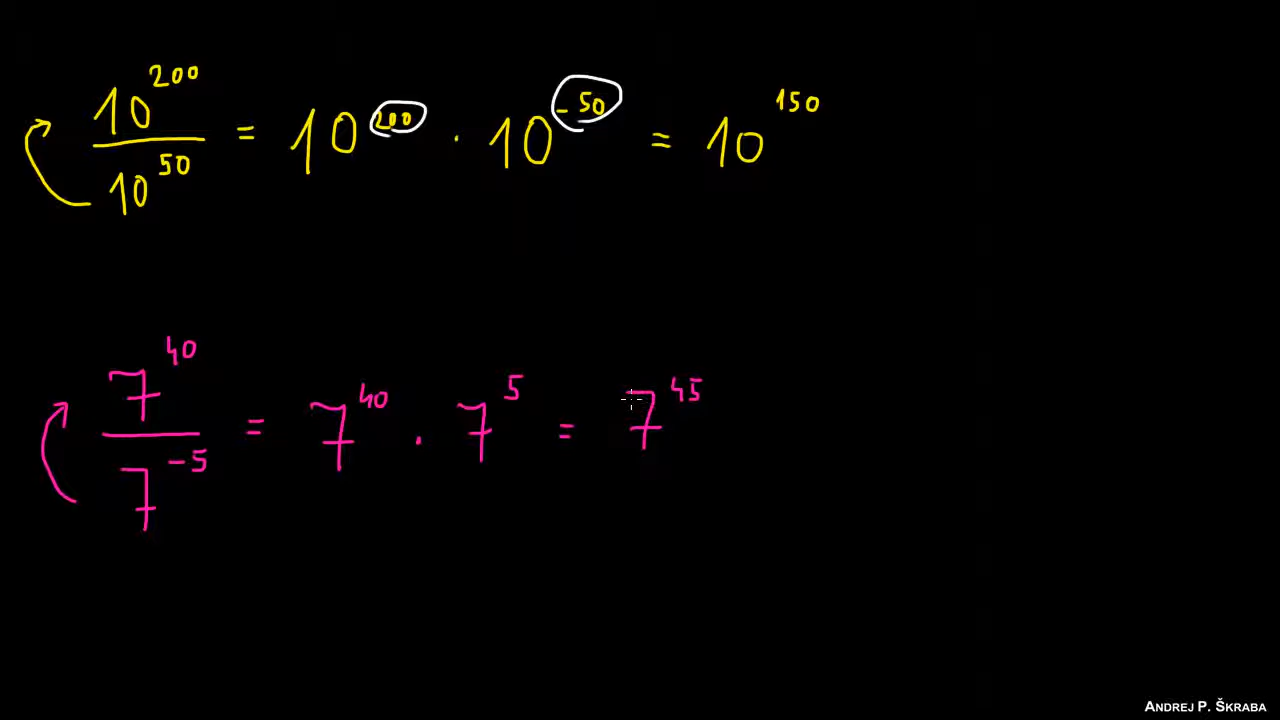 10^200 / 10^50 = 10^200 · 10^-50 = 10^150
7^40 / 7^-5 = 7^40 · 7^5 = 7^45
ANDREJ P. ŠKRABA